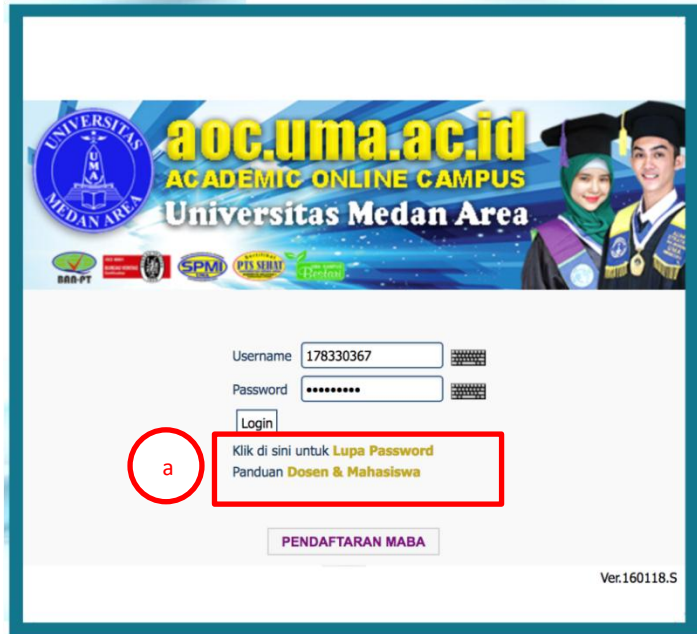 UNIVERSITAS
UMA
MEDAN AREA
aoc.uma.ac.id
ACADEMIC ONLINE CAMPUS
Universitas Medan Area
BAN-PT
SPMI
PTS SEHAT
Username 178330367
Password •••••••••
Login
Klik di sini untuk Lupa Password
a
Panduan Dosen & Mahasiswa
PENDAFTARAN MABA
Ver.160118.S